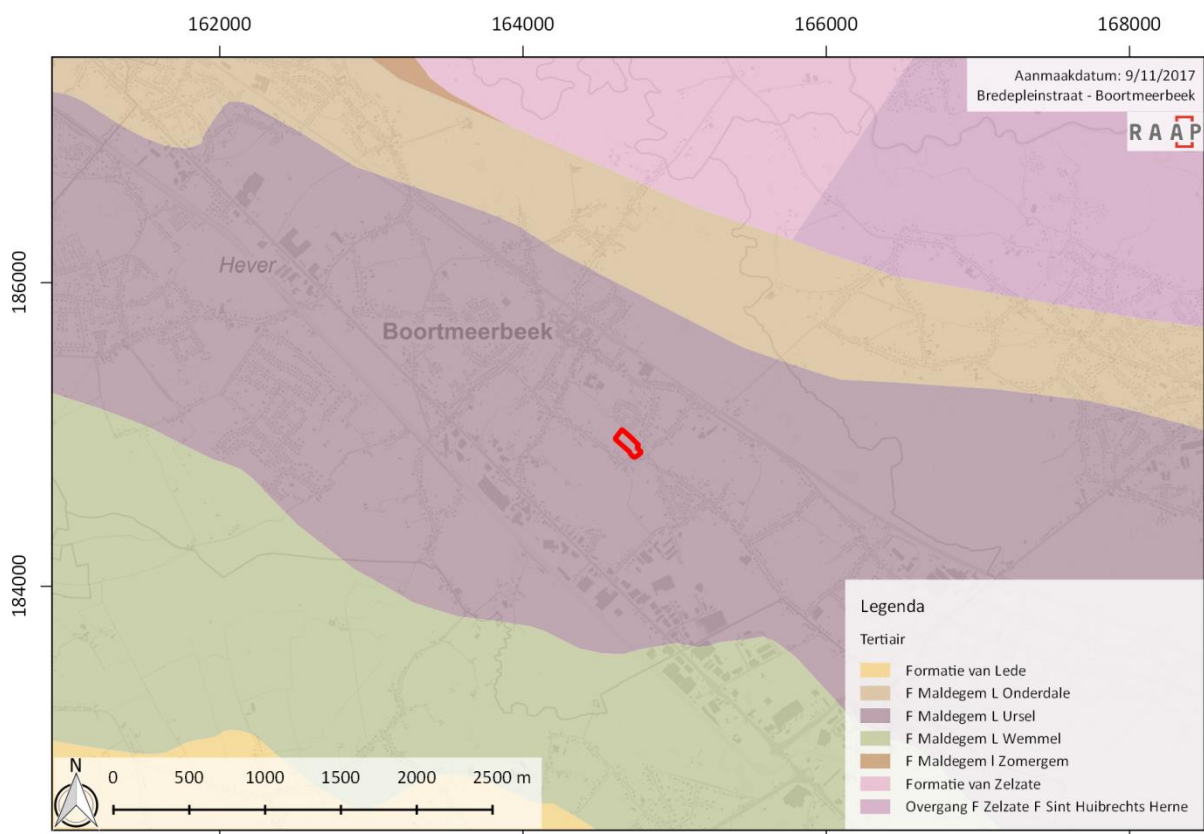 162000 164000 166000 168000
Aanmaakdatum: 9/11/2017
Bredepleinstraat - Boortmeerbeek
RAAP
186000
Hever
Boortmeerbeek
184000
Legenda
Tertiair
Formatie van Lede
F Maldegem L Onderdale
F Maldegem L Ursel
F Maldegem L Wemmel
F Maldegem l Zomergem
Formatie van Zelzate
Overgang F Zelzate F Sint Huibrechts Herne
N
0 500 1000 1500 2000 2500 m